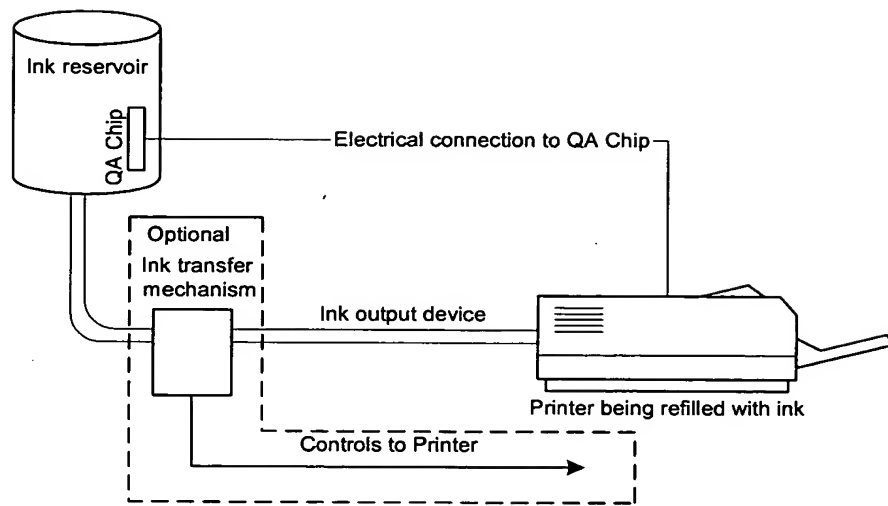 Ink reservoir
QA Chip
Electrical connection to QA Chip
Optional
Ink transfer
mechanism
Ink output device
Printer being refilled with ink
Controls to Printer